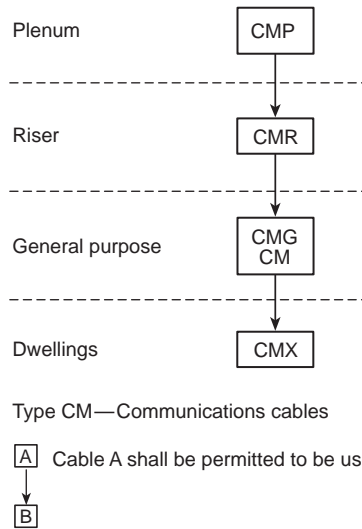 Plenum
CMP
Riser
CMR
General purpose
CMG
CM
Dwellings
CMX
Type CM—Communications cables
A Cable A shall be permitted to be us
B